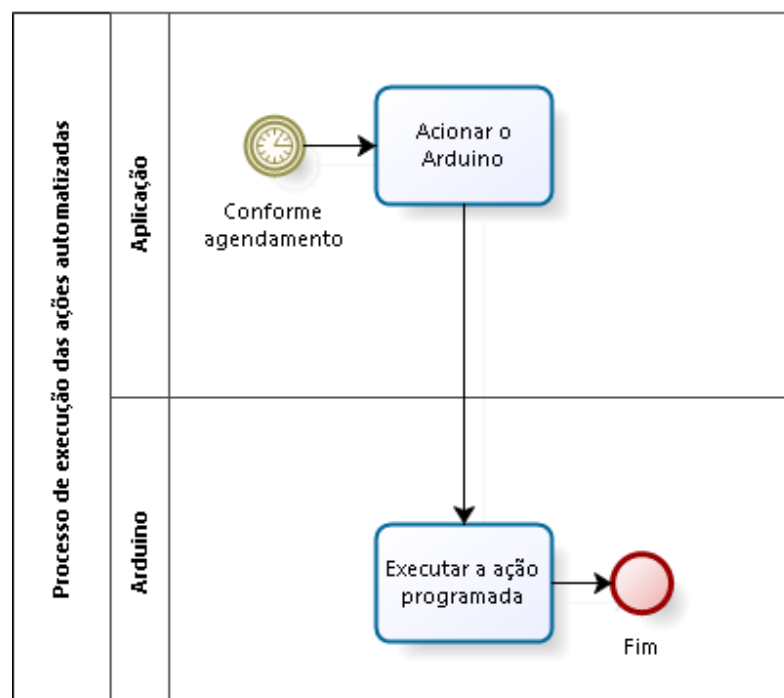 Processo de execução das ações automatizadas
Aplicação
Conforme
agendamento
Acionar o
Arduino
Arduino
Executar a ação
programada
Fim